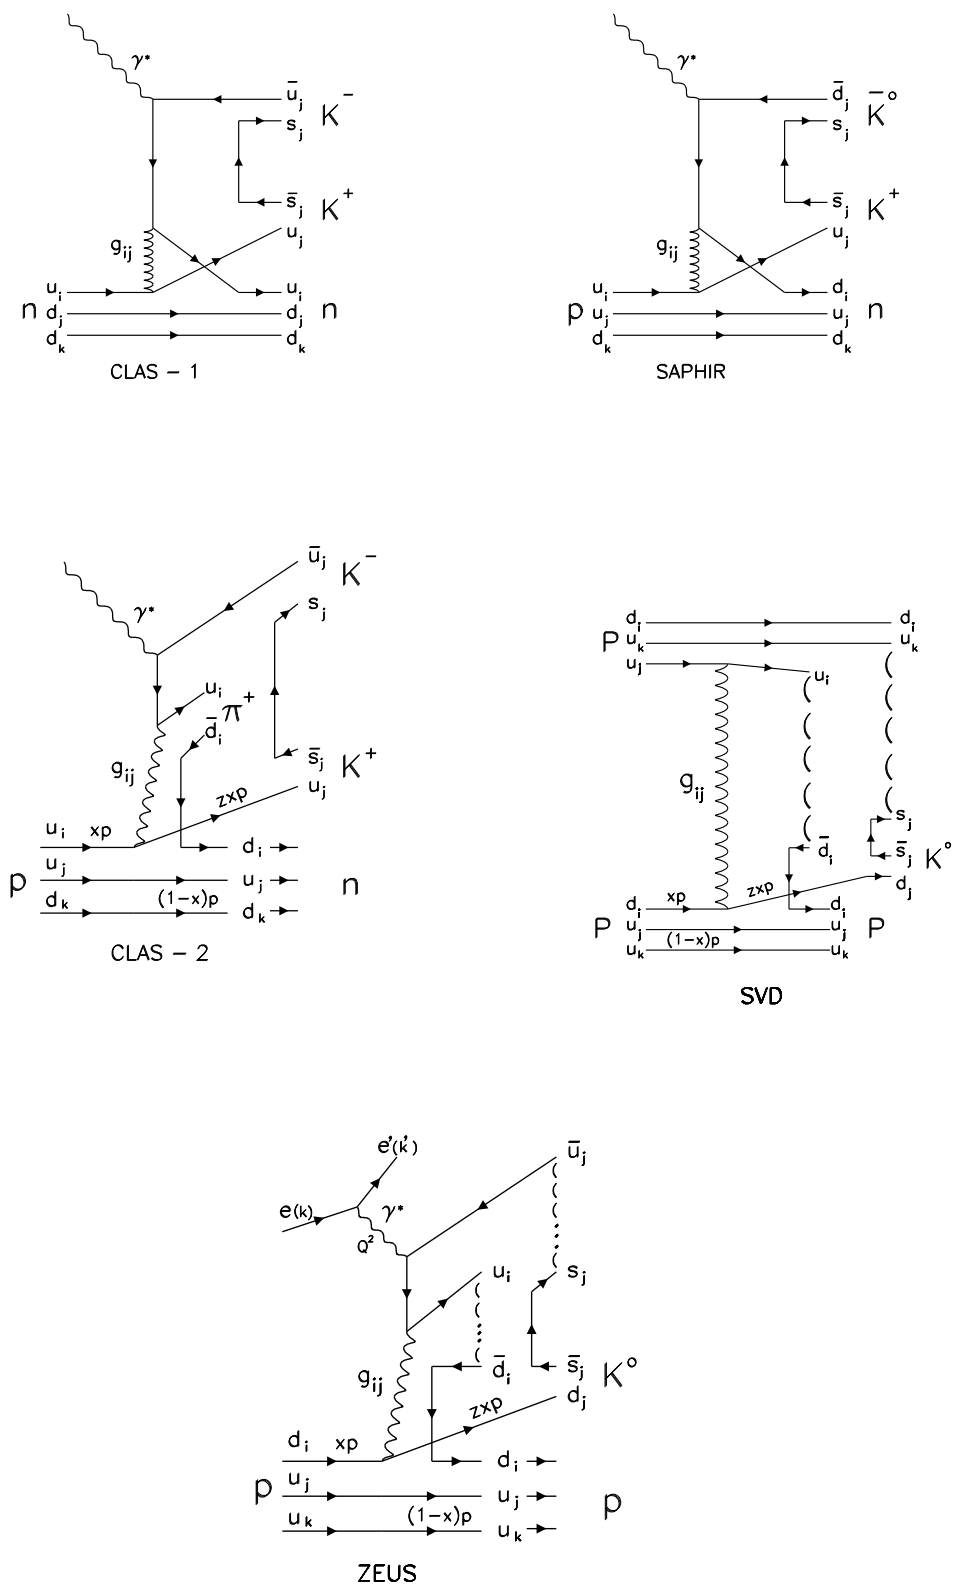 γ*
ū_j K⁻
s_j
s̄_j K⁺
g_ij u_j
n u_i u_i n
d_j d_j
d_k d_k
CLAS – 1
γ*
d̄_j K̄°
s_j
s̄_j K⁺
g_ij u_j
p u_i d_i n
u_j u_j
d_k d_k
SAPHIR
γ*
ū_j K⁻
s_j
u_i π⁺
d̄_i
g_ij s̄_j K⁺
zxp u_j
u_i xp d_i
p u_j u_j n
d_k (1−x)p d_k
CLAS – 2
P d_i d_i
u_k u_k
u_j u_i
g_ij
s_j
d̄_i s̄_j K°
xp zxp d_j
P d_i d_i P
u_j u_j
u_k (1−x)p u_k
SVD
e'(k')
e(k) γ*
Q²
ū_j
u_i s_j
g_ij d̄_i s̄_j K°
zxp d_j
d_i xp d_i
p u_j u_j p
u_k (1−x)p u_k
ZEUS